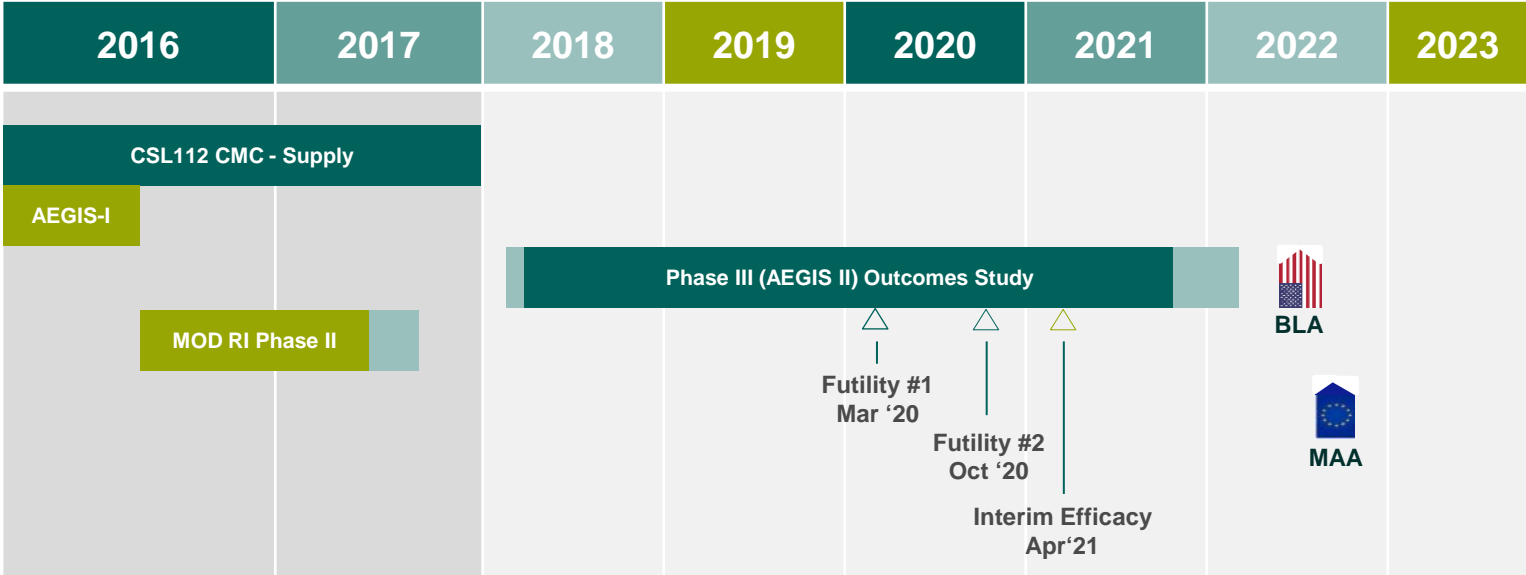 2016 2017 2018 2019 2020 2021 2022 2023
CSL112 CMC - Supply
AEGIS-I
Phase III (AEGIS II) Outcomes Study
MOD RI Phase II
BLA
Futility #1
Mar ‘20
Futility #2
Oct ‘20
MAA
Interim Efficacy
Apr‘21